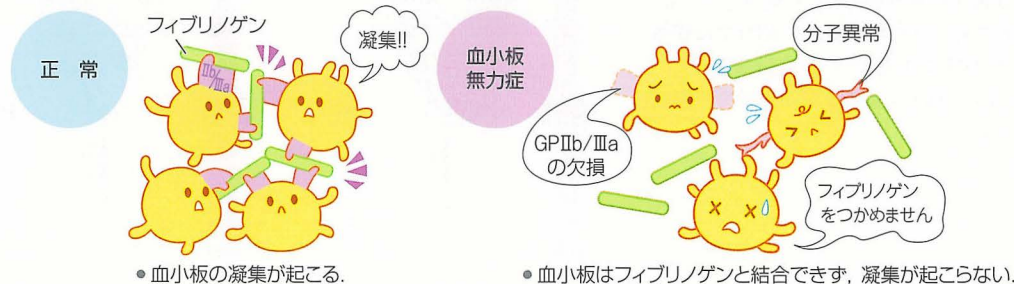 正 常
フィブリノゲン
凝集!!
Ⅱb/
Ⅲa
● 血小板の凝集が起こる.
血小板
無力症
分子異常
GPⅡb/Ⅲa
の欠損
フィブリノゲン
をつかめません
● 血小板はフィブリノゲンと結合できず, 凝集が起こらない.